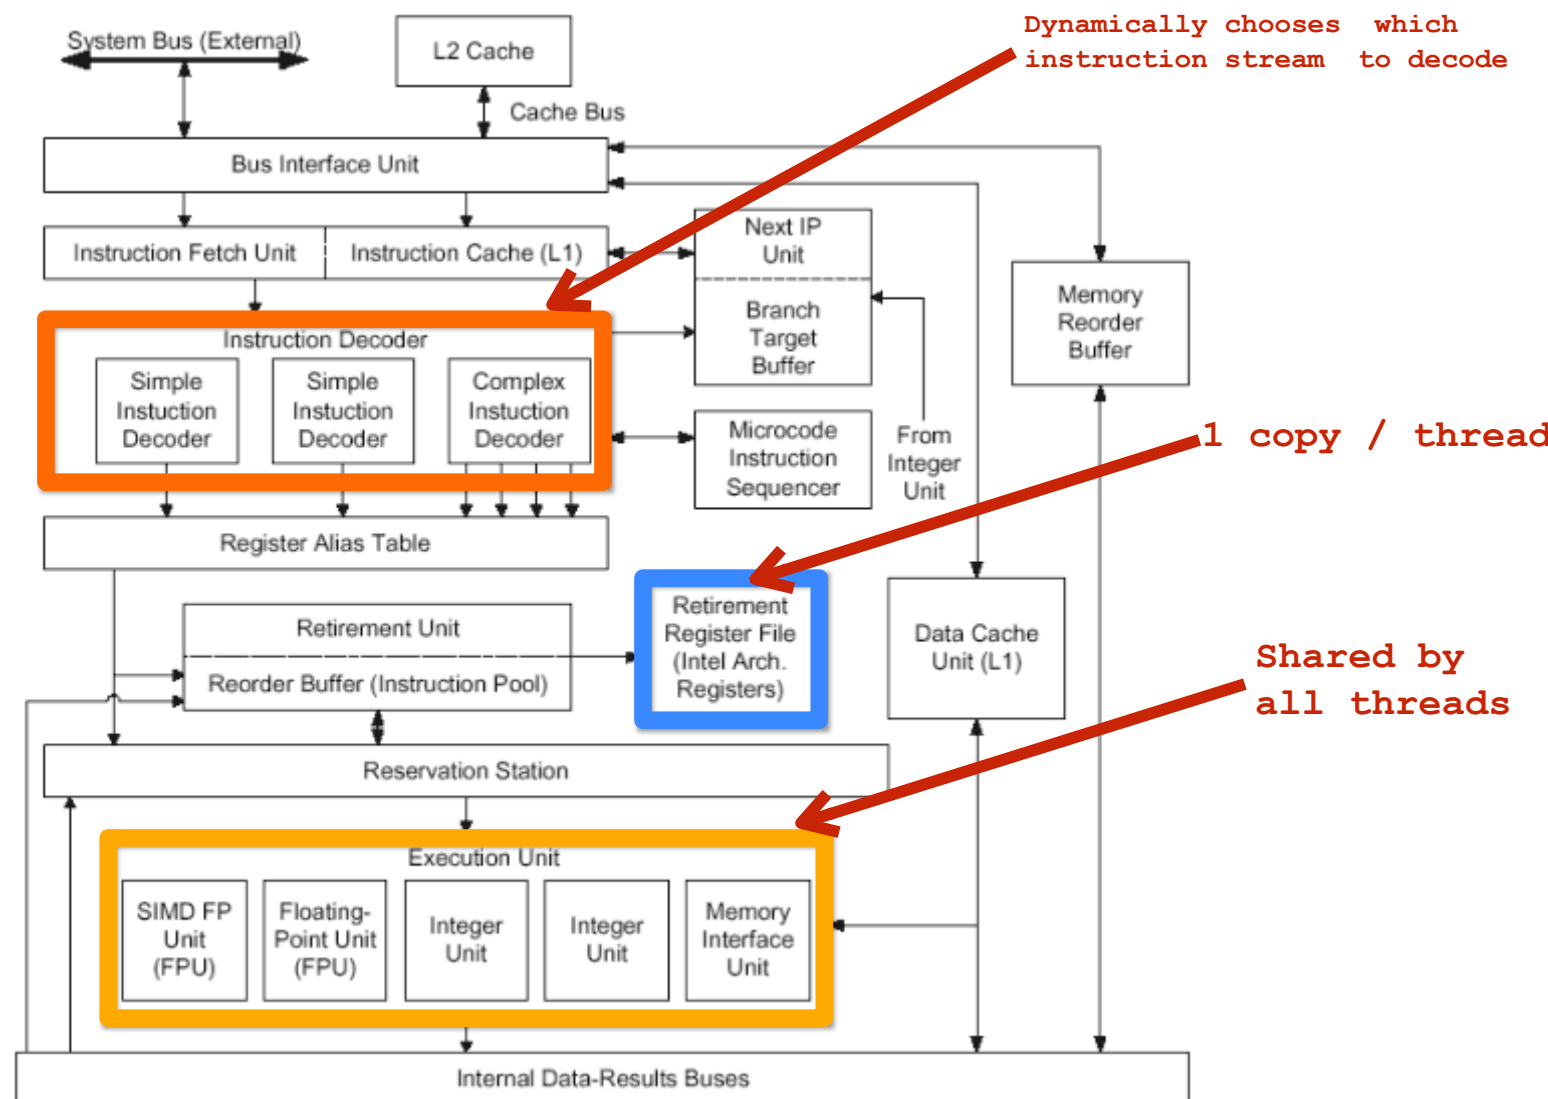 System Bus (External)
L2 Cache
Cache Bus
Dynamically chooses which
instruction stream to decode
Bus Interface Unit
Instruction Fetch Unit
Instruction Cache (L1)
Next IP
Unit
Branch
Target
Buffer
Memory
Reorder
Buffer
Instruction Decoder
Simple
Instuction
Decoder
Simple
Instuction
Decoder
Complex
Instuction
Decoder
Microcode
Instruction
Sequencer
From
Integer
Unit
1 copy / thread
Register Alias Table
Retirement Unit
Reorder Buffer (Instruction Pool)
Retirement
Register File
(Intel Arch.
Registers)
Data Cache
Unit (L1)
Shared by
all threads
Reservation Station
Execution Unit
SIMD FP
Unit
(FPU)
Floating-
Point Unit
(FPU)
Integer
Unit
Integer
Unit
Memory
Interface
Unit
Internal Data-Results Buses